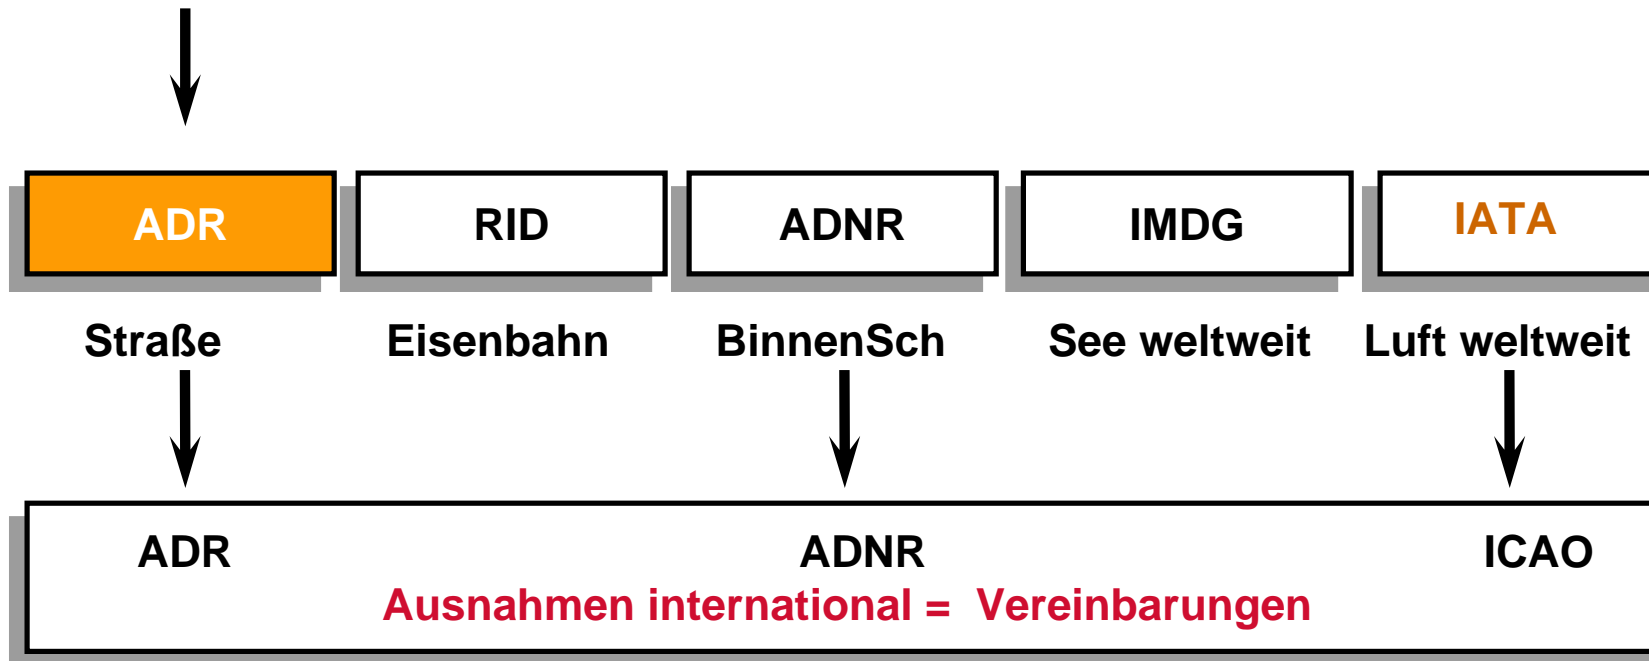 ADR RID ADNR IMDG IATA
Straße Eisenbahn BinnenSch See weltweit Luft weltweit
ADR ADNR ICAO
Ausnahmen international = Vereinbarungen